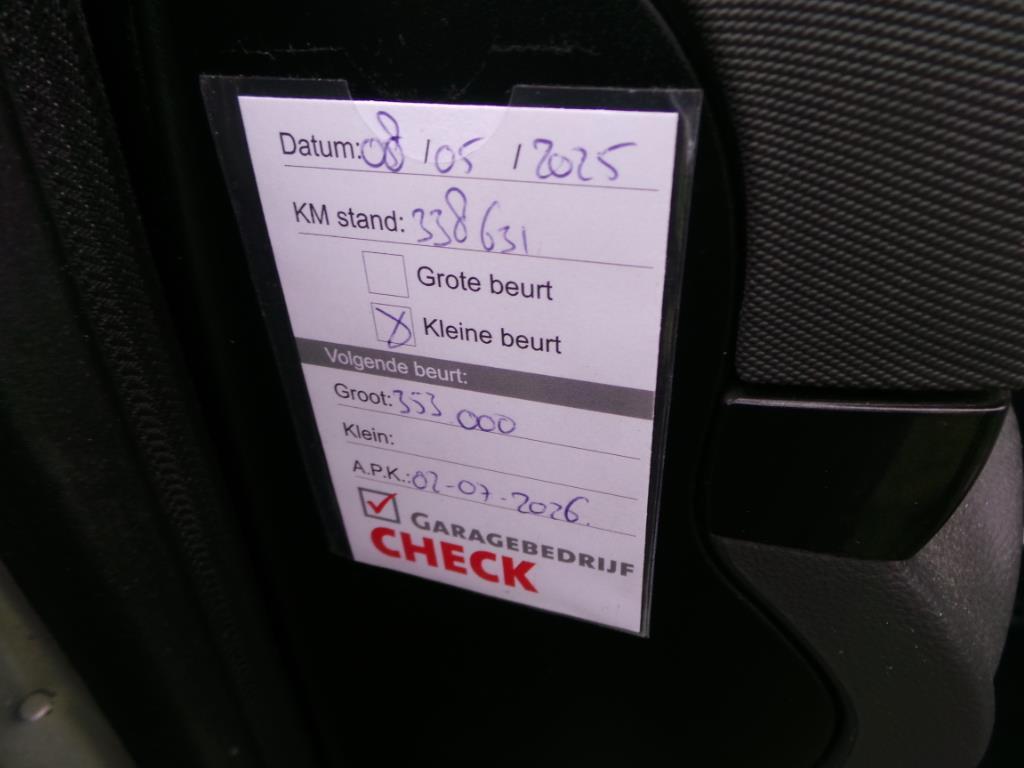 Datum: 08 / 05 / 2025
KM stand: 338631
Grote beurt
Kleine beurt
Volgende beurt:
Groot: 353 000
Klein:
A.P.K.: 02-07-2026.
GARAGEBEDRIJF
CHECK